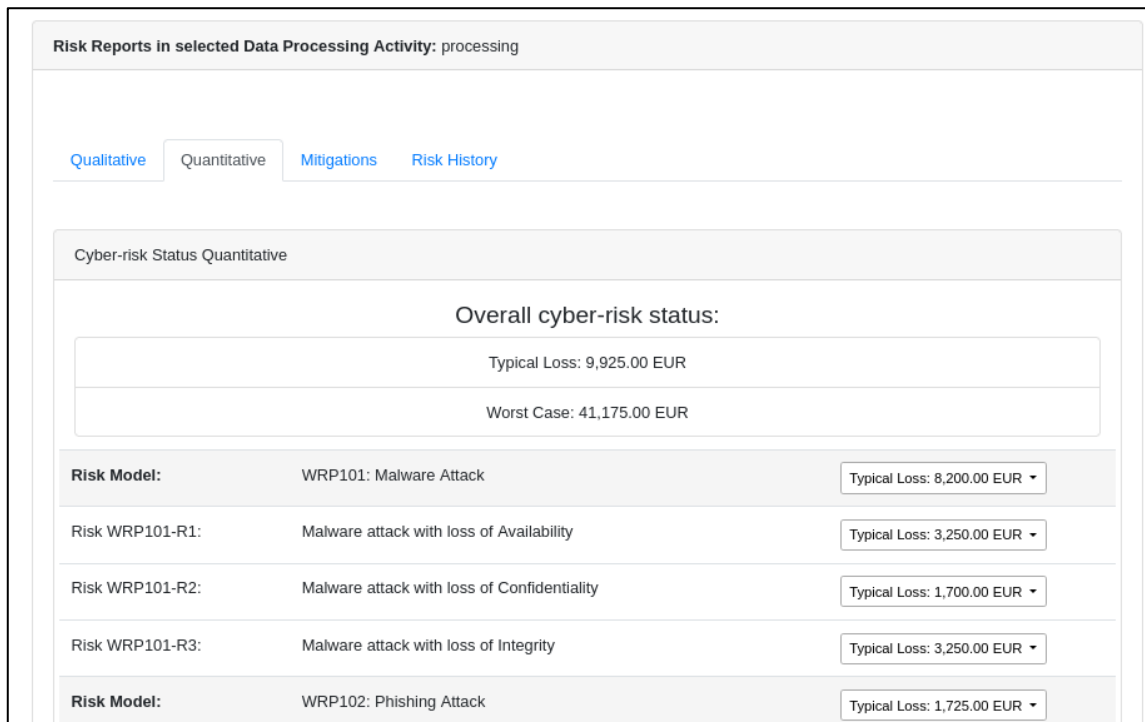 Risk Reports in selected Data Processing Activity: processing
Qualitative Quantitative Mitigations Risk History
Cyber-risk Status Quantitative
Overall cyber-risk status:
Typical Loss: 9,925.00 EUR
Worst Case: 41,175.00 EUR
Risk Model: WRP101: Malware Attack Typical Loss: 8,200.00 EUR
Risk WRP101-R1: Malware attack with loss of Availability Typical Loss: 3,250.00 EUR
Risk WRP101-R2: Malware attack with loss of Confidentiality Typical Loss: 1,700.00 EUR
Risk WRP101-R3: Malware attack with loss of Integrity Typical Loss: 3,250.00 EUR
Risk Model: WRP102: Phishing Attack Typical Loss: 1,725.00 EUR